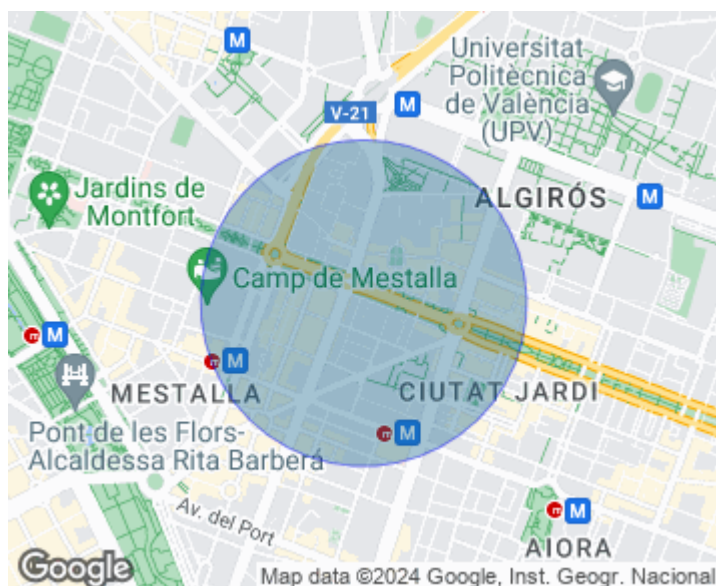 M
Universitat
Politècnica
de València
(UPV)
M
V-21
Jardins de
Montfort
ALGIRÓS
M
Camp de Mestalla
M
M
MESTALLA
CIUTAT JARDI
Pont de les Flors-
Alcaldessa Rita Barberá
M
Av. del Port
M
AIORA
Google
Map data ©2024 Google, Inst. Geogr. Nacional